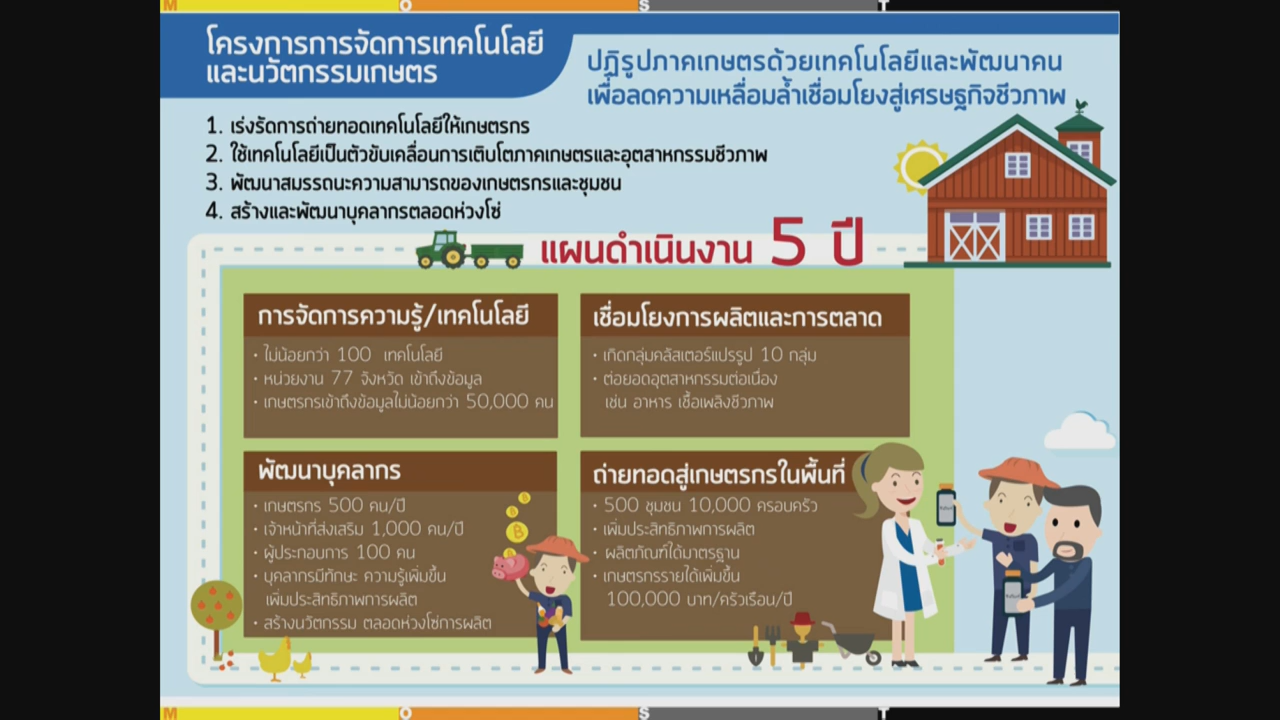 M O S T
โครงการการจัดการเทคโนโลยี
และนวัตกรรมเกษตร
ปฏิรูปภาคเกษตรด้วยเทคโนโลยีและพัฒนาคน
เพื่อลดความเหลื่อมล้ำเชื่อมโยงสู่เศรษฐกิจชีวภาพ
1. เร่งรัดการถ่ายทอดเทคโนโลยีให้เกษตรกร
2. ใช้เทคโนโลยีเป็นตัวขับเคลื่อนการเติบโตภาคเกษตรและอุตสาหกรรมชีวภาพ
3. พัฒนาสมรรถนะความสามารถของเกษตรกรและชุมชน
4. สร้างและพัฒนาบุคลากรตลอดห่วงโซ่
แผนดำเนินงาน 5 ปี
การจัดการความรู้/เทคโนโลยี
• ไม่น้อยกว่า 100 เทคโนโลยี
• หน่วยงาน 77 จังหวัด เข้าถึงข้อมูล
• เกษตรกรเข้าถึงข้อมูลไม่น้อยกว่า 50,000 คน
เชื่อมโยงการผลิตและการตลาด
• เกิดกลุ่มคลัสเตอร์แปรรูป 10 กลุ่ม
• ต่อยอดอุตสาหกรรมต่อเนื่อง
เช่น อาหาร เชื้อเพลิงชีวภาพ
พัฒนาบุคลากร
• เกษตรกร 500 คน/ปี
• เจ้าหน้าที่ส่งเสริม 1,000 คน/ปี
• ผู้ประกอบการ 100 คน
• บุคลากรมีทักษะ ความรู้เพิ่มขึ้น
เพิ่มประสิทธิภาพการผลิต
• สร้างนวัตกรรม ตลอดห่วงโซ่การผลิต
ถ่ายทอดสู่เกษตรกรในพื้นที่
• 500 ชุมชน 10,000 ครอบครัว
• เพิ่มประสิทธิภาพการผลิต
• ผลิตภัณฑ์ได้มาตรฐาน
• เกษตรกรรายได้เพิ่มขึ้น
100,000 บาท/ครัวเรือน/ปี
M O S T